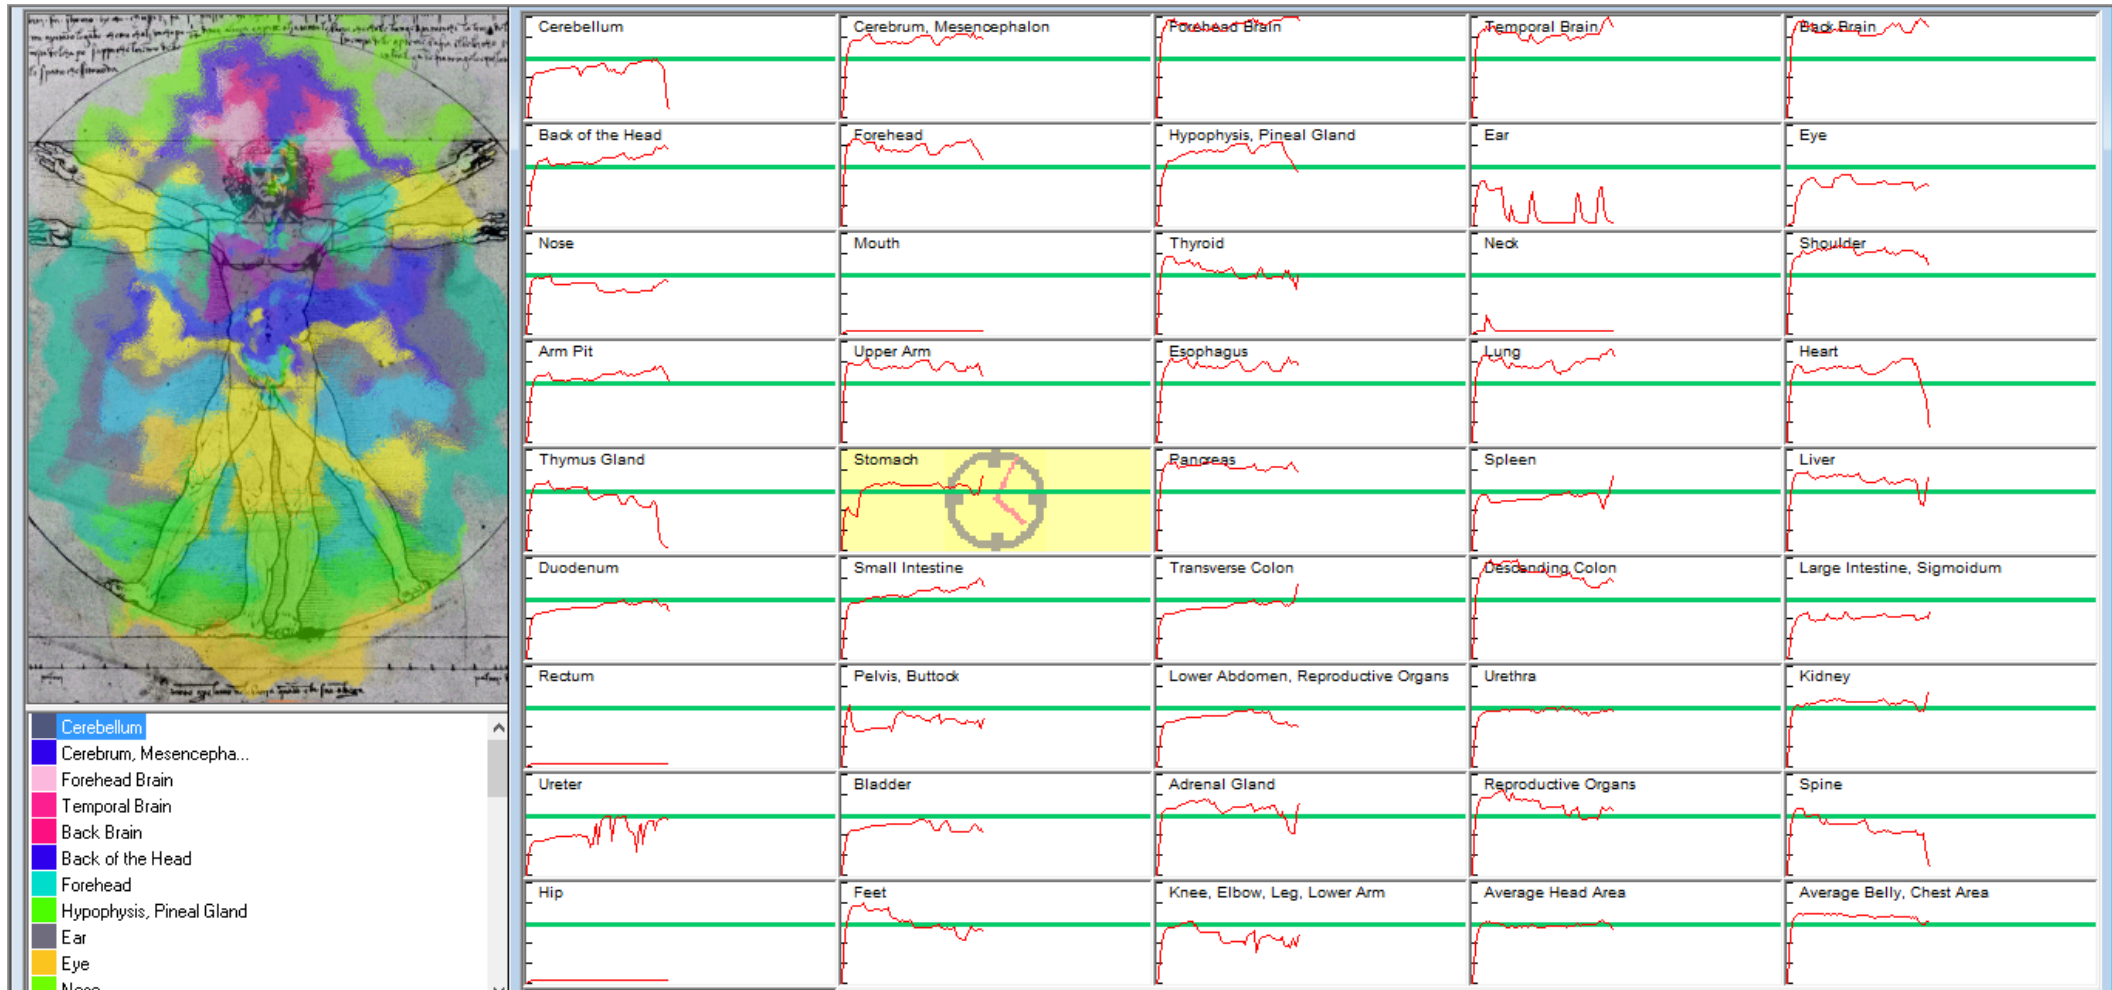 Cerebellum
Cerebrum, Mesencephalon
Forehead Brain
Temporal Brain
Back Brain
Back of the Head
Forehead
Hypophysis, Pineal Gland
Ear
Eye
Nose
Mouth
Thyroid
Neck
Shoulder
Arm Pit
Upper Arm
Esophagus
Lung
Heart
Thymus Gland
Stomach
Pancreas
Spleen
Liver
Duodenum
Small Intestine
Transverse Colon
Descending Colon
Large Intestine, Sigmoidum
Rectum
Pelvis, Buttock
Lower Abdomen, Reproductive Organs
Urethra
Kidney
Ureter
Bladder
Adrenal Gland
Reproductive Organs
Spine
Hip
Feet
Knee, Elbow, Leg, Lower Arm
Average Head Area
Average Belly, Chest Area
Cerebellum
Cerebrum, Mesencepha...
Forehead Brain
Temporal Brain
Back Brain
Back of the Head
Forehead
Hypophysis, Pineal Gland
Ear
Eye
Nose